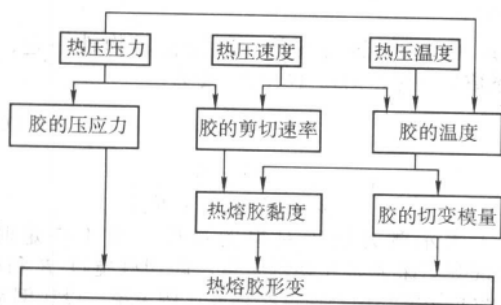 热压压力
热压速度
热压温度
胶的压应力
胶的剪切速率
胶的温度
热熔胶黏度
胶的切变模量
热熔胶形变